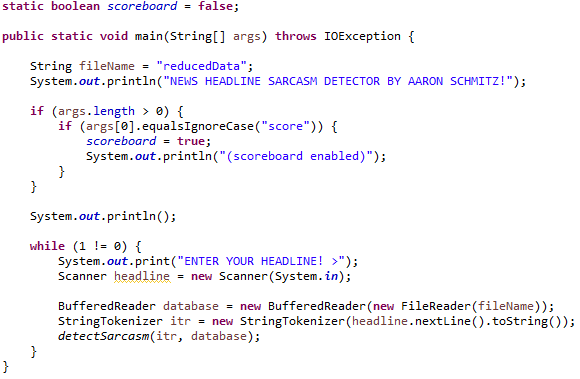 static boolean scoreboard = false;
public static void main(String[] args) throws IOException {
String fileName = "reducedData";
System.out.println("NEWS HEADLINE SARCASM DETECTOR BY AARON SCHMITZ!");
if (args.length > 0) {
if (args[0].equalsIgnoreCase("score")) {
scoreboard = true;
System.out.println("(scoreboard enabled)");
}
}
System.out.println();
while (1 != 0) {
System.out.print("ENTER YOUR HEADLINE! >");
Scanner headline = new Scanner(System.in);
BufferedReader database = new BufferedReader(new FileReader(fileName));
StringTokenizer itr = new StringTokenizer(headline.nextLine().toString());
detectSarcasm(itr, database);
}
}